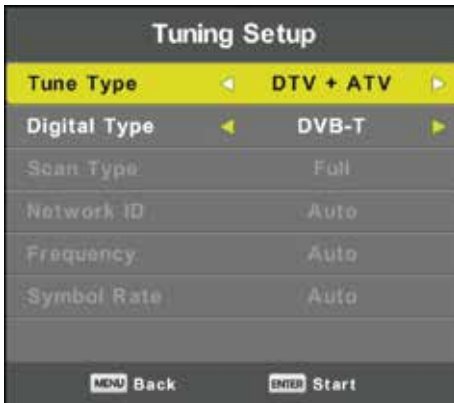 Tuning Setup
Tune Type DTV + ATV
Digital Type DVB-T
Scan Type Full
Network ID Auto
Frequency Auto
Symbol Rate Auto
MENU Back ENTER Start